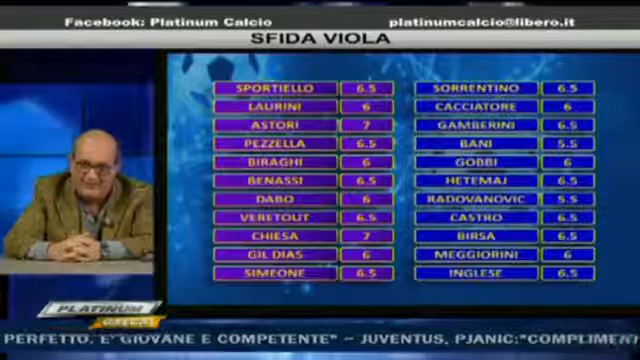 Facebook: Platinum Calcio platinumcalcio@libero.it
SFIDA VIOLA
SPORTIELLO 6.5 SORRENTINO 6.5
LAURINI 6 CACCIATORE 6
ASTORI 7 GAMBERINI 6.5
PEZZELLA 6.5 BANI 5.5
BIRAGHI 6 GOBBI 6
BENASSI 6.5 HETEMAJ 6.5
DABO 6 RADOVANOVIC 5.5
VERETOUT 6.5 CASTRO 6.5
CHIESA 7 BIRSA 6.5
GIL DIAS 6 MEGGIORINI 6
SIMEONE 6.5 INGLESE 6.5
PLATINUM
CALCIO
PERFETTO, E' GIOVANE E COMPETENTE" – JUVENTUS, PJANIC:"COMPLIMENT